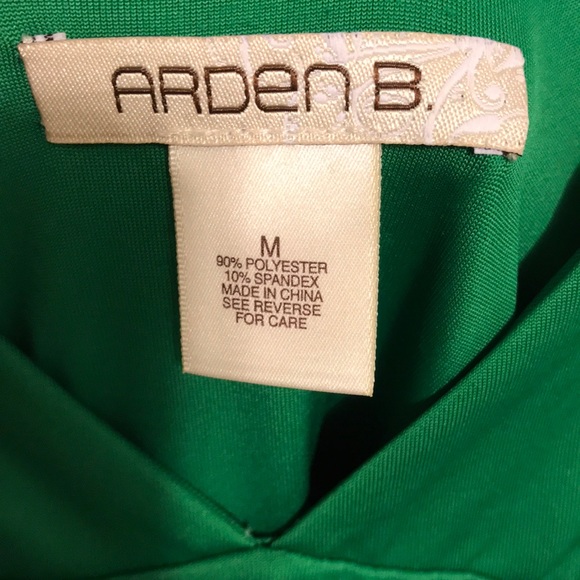 ARDEN B.
M
90% POLYESTER
10% SPANDEX
MADE IN CHINA
SEE REVERSE
FOR CARE